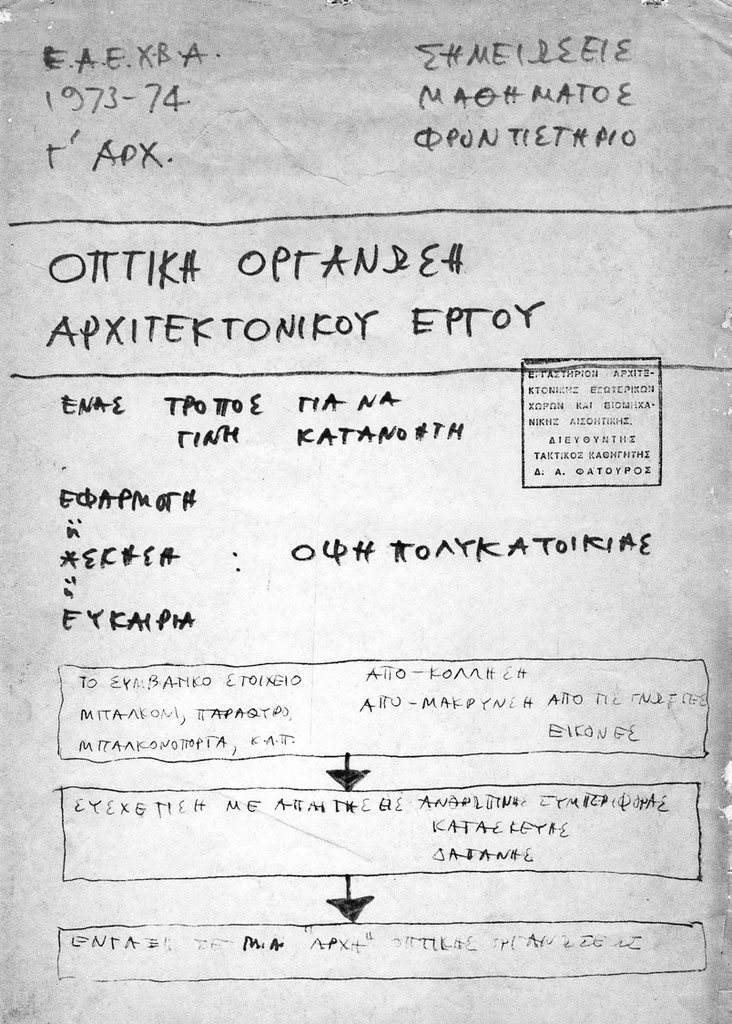 Ε.Α.Ε.Χ.Β.Α.
1973-74
Γ' ΑΡΧ.
ΣΗΜΕΙΩΣΕΙΣ
ΜΑΘΗΜΑΤΟΣ
ΦΡΟΝΤΙΣΤΗΡΙΟ
ΟΠΤΙΚΗ ΟΡΓΑΝΩΣΗ
ΑΡΧΙΤΕΚΤΟΝΙΚΟΥ ΕΡΓΟΥ
ΕΡΓΑΣΤΗΡΙΟΝ ΑΡΧΙΤΕ-
ΚΤΟΝΙΚΗΣ ΕΣΩΤΕΡΙΚΩΝ
ΧΩΡΩΝ ΚΑΙ ΒΙΟΜΗΧΑ-
ΝΙΚΗΣ ΑΙΣΘΗΤΙΚΗΣ.
ΔΙΕΥΘΥΝΤΗΣ
ΤΑΚΤΙΚΟΣ ΚΑΘΗΓΗΤΗΣ
Δ. Α. ΦΑΤΟΥΡΟΣ
ΕΝΑΣ ΤΡΟΠΟΣ ΓΙΑ ΝΑ
ΓΙΝΗ ΚΑΤΑΝΟΗΤΗ
ΕΦΑΡΜΟΓΗ
ἤ
ΑΣΚΗΣΗ : ΟΨΗ ΠΟΛΥΚΑΤΟΙΚΙΑΣ
ἤ
ΕΥΚΑΙΡΙΑ
ΤΟ ΣΥΜΒΑΤΙΚΟ ΣΤΟΙΧΕΙΟ
ΜΠΑΛΚΟΝΙ, ΠΑΡΑΘΥΡΟ,
ΜΠΑΛΚΟΝΟΠΟΡΤΑ, Κ.Λ.Π.
ΑΠΟ-ΚΟΛΛΗΣΗ
ΑΠΟ-ΜΑΚΡΥΝΣΗ ΑΠΟ ΤΙΣ ΓΝΩΣΤΕΣ
ΕΙΚΟΝΕΣ
ΣΥΣΧΕΤΙΣΗ ΜΕ ΑΠΑΙΤΗΣΕΙΣ ΑΝΘΡΩΠΙΝΗΣ ΣΥΜΠΕΡΙΦΟΡΑΣ
ΚΑΤΑΣΚΕΥΗΣ
ΔΑΠΑΝΗΣ
ΕΝΤΑΞΗ ΣΕ ΜΙΑ "ΑΡΧΗ" ΟΠΤΙΚΗΣ ΟΡΓΑΝΩΣΕΩΣ